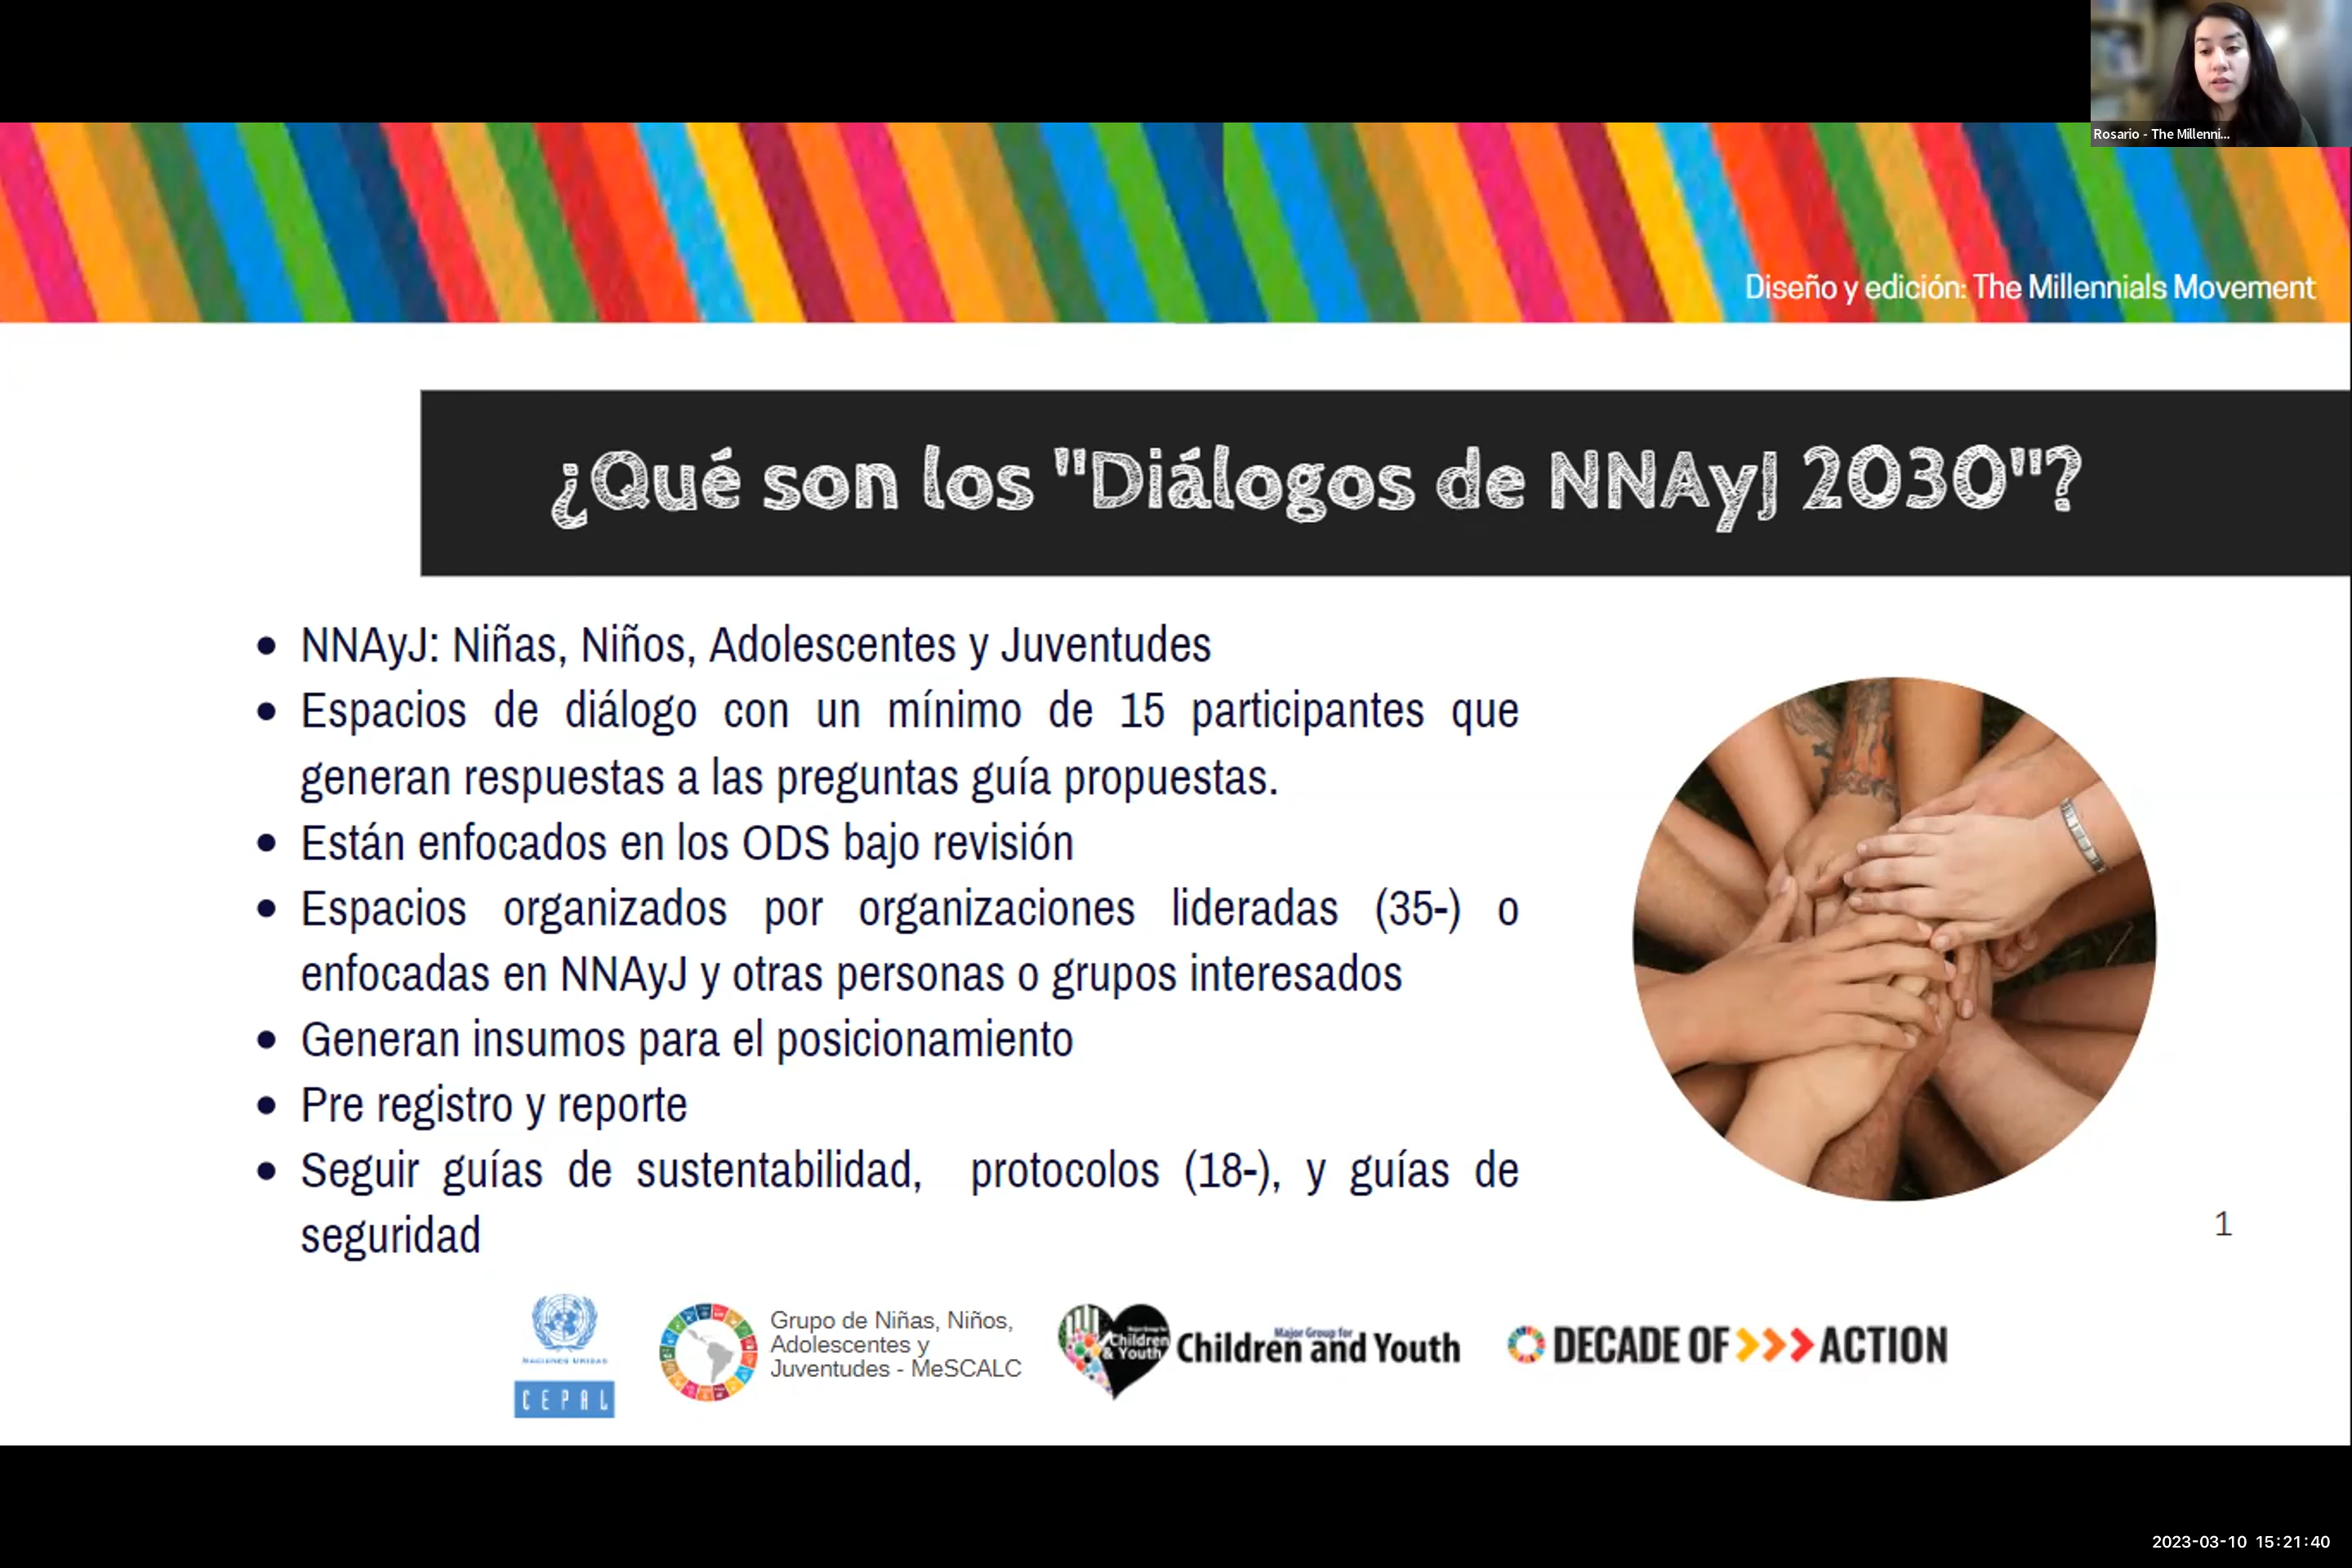 Rosario - The Millenni...
Diseño y edición: The Millennials Movement
¿Qué son los "Diálogos de NNAyJ 2030"?
• NNAyJ: Niñas, Niños, Adolescentes y Juventudes
• Espacios de diálogo con un mínimo de 15 participantes que
generan respuestas a las preguntas guía propuestas.
• Están enfocados en los ODS bajo revisión
• Espacios organizados por organizaciones lideradas (35-) o
enfocadas en NNAyJ y otras personas o grupos interesados
• Generan insumos para el posicionamiento
• Pre registro y reporte
• Seguir guías de sustentabilidad, protocolos (18-), y guías de
seguridad
1
NACIONES UNIDAS
CEPAL
Grupo de Niñas, Niños,
Adolescentes y
Juventudes - MeSCALC
Children
& Youth
Major Group for
Children and Youth
DECADE OF >>> ACTION
2023-03-10 15:21:40